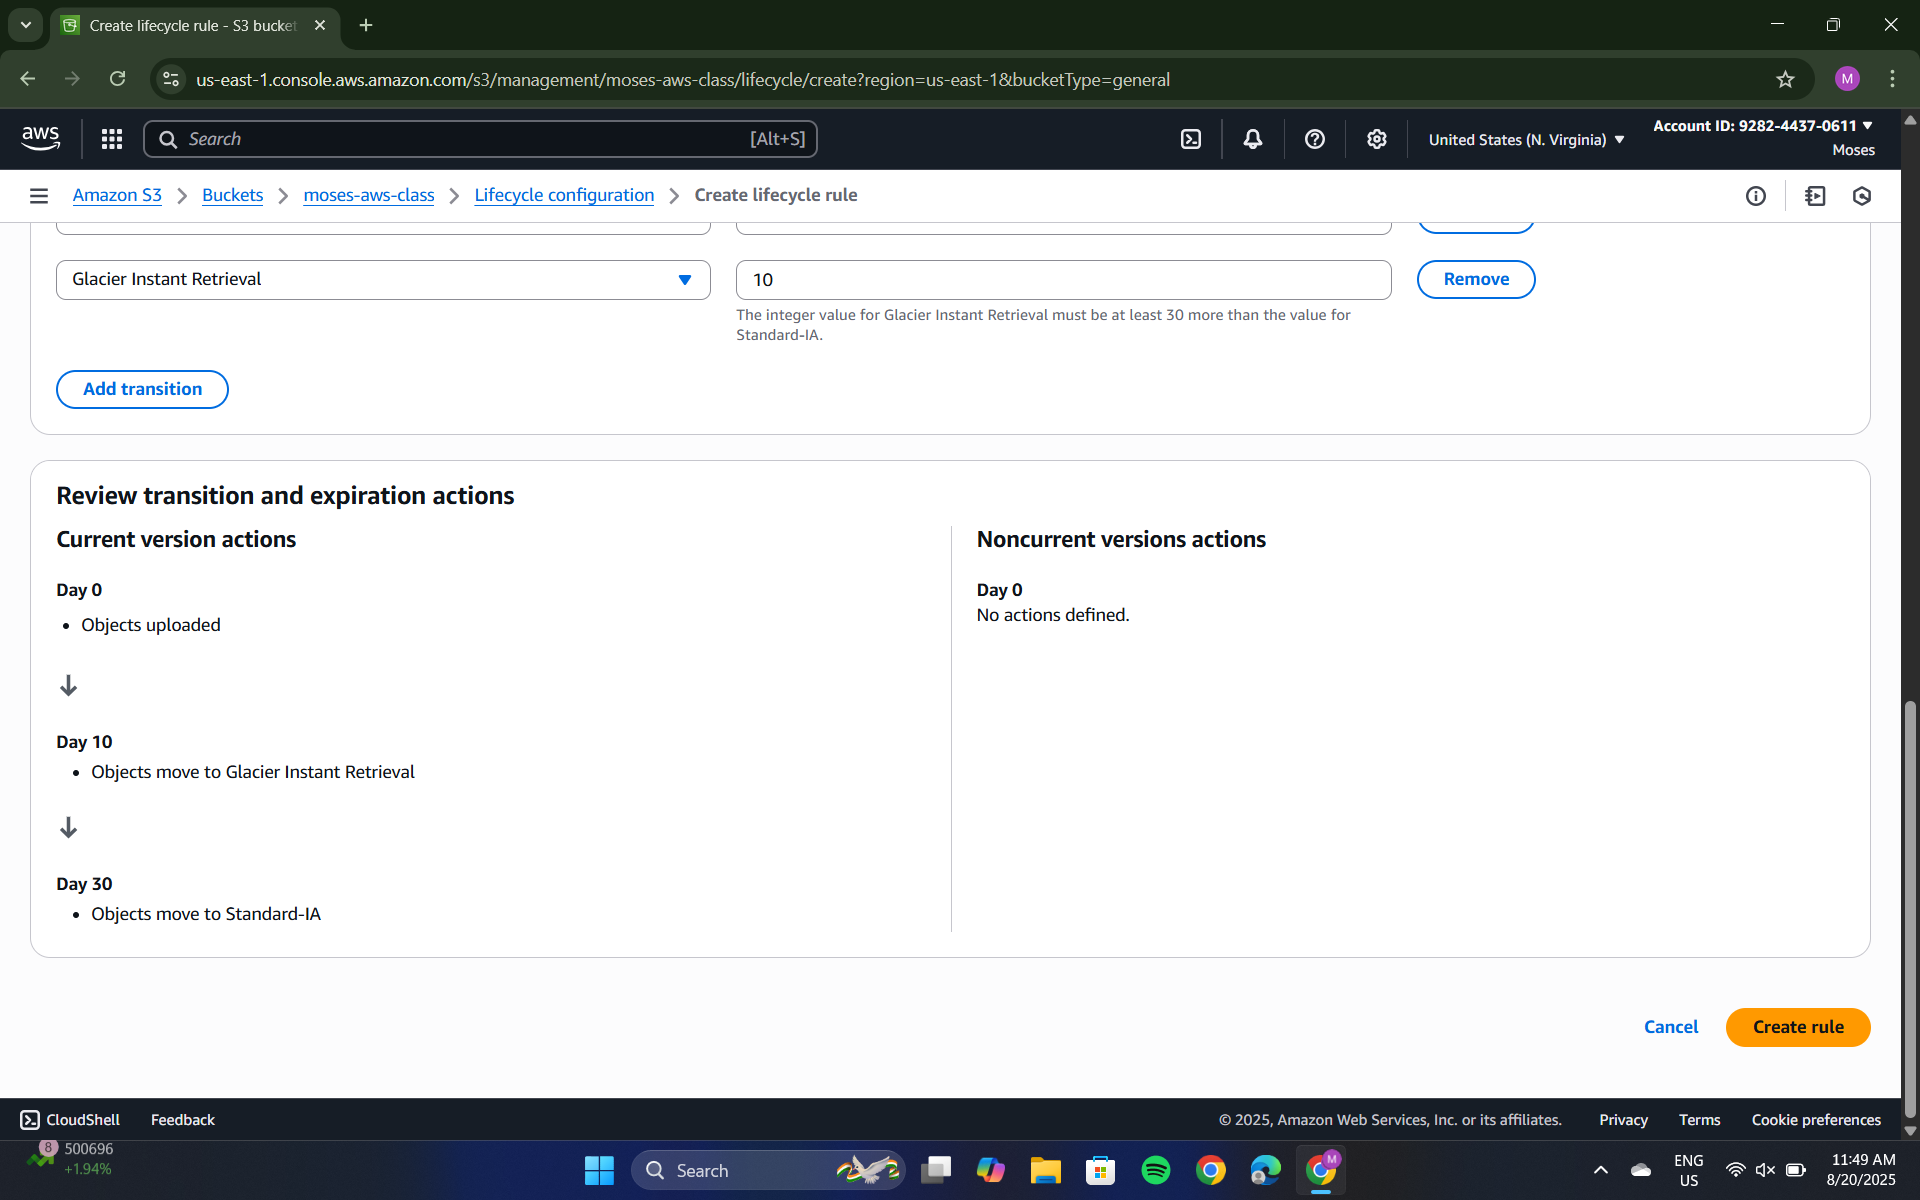 Create lifecycle rule - S3 bucket
us-east-1.console.aws.amazon.com/s3/management/moses-aws-class/lifecycle/create?region=us-east-1&bucketType=general
M
aws
Search
[Alt+S]
United States (N. Virginia)
Account ID: 9282-4437-0611
Moses
Amazon S3
Buckets
moses-aws-class
Lifecycle configuration
Create lifecycle rule
Glacier Instant Retrieval
10
Remove
The integer value for Glacier Instant Retrieval must be at least 30 more than the value for
Standard-IA.
Add transition
Review transition and expiration actions
Current version actions
Day 0
Objects uploaded
Day 10
Objects move to Glacier Instant Retrieval
Day 30
Objects move to Standard-IA
Noncurrent versions actions
Day 0
No actions defined.
Cancel
Create rule
CloudShell
Feedback
© 2025, Amazon Web Services, Inc. or its affiliates.
Privacy
Terms
Cookie preferences
8
500696
+1.94%
Search
M
ENG
US
11:49 AM
8/20/2025